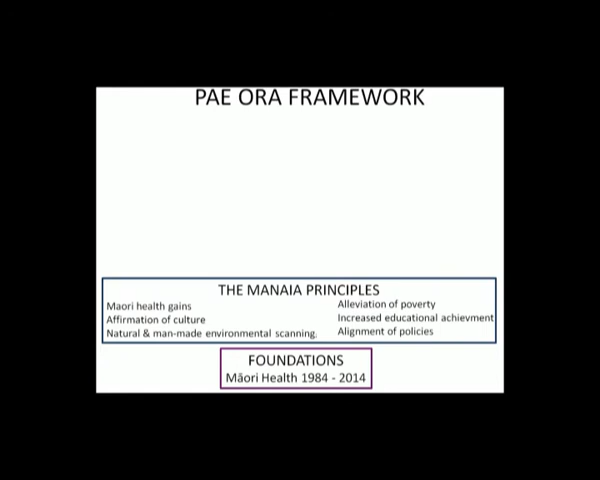 PAE ORA FRAMEWORK
THE MANAIA PRINCIPLES
Maori health gains
Affirmation of culture
Natural & man-made environmental scanning.
Alleviation of poverty
Increased educational achievment
Alignment of policies
FOUNDATIONS
Māori Health 1984 - 2014